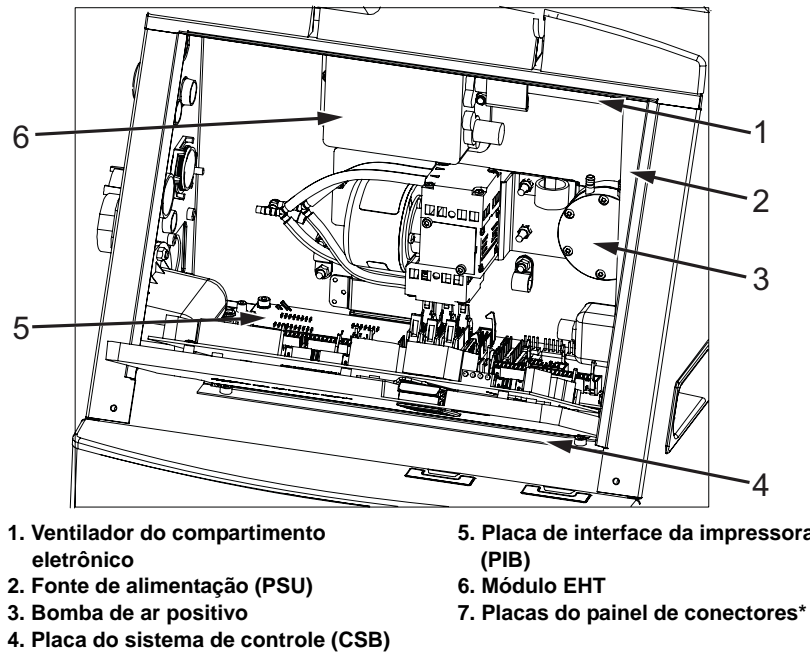 6
1
2
3
5
4
1. Ventilador do compartimento
eletrônico
2. Fonte de alimentação (PSU)
3. Bomba de ar positivo
4. Placa do sistema de controle (CSB)
5. Placa de interface da impressora
(PIB)
6. Módulo EHT
7. Placas do painel de conectores*